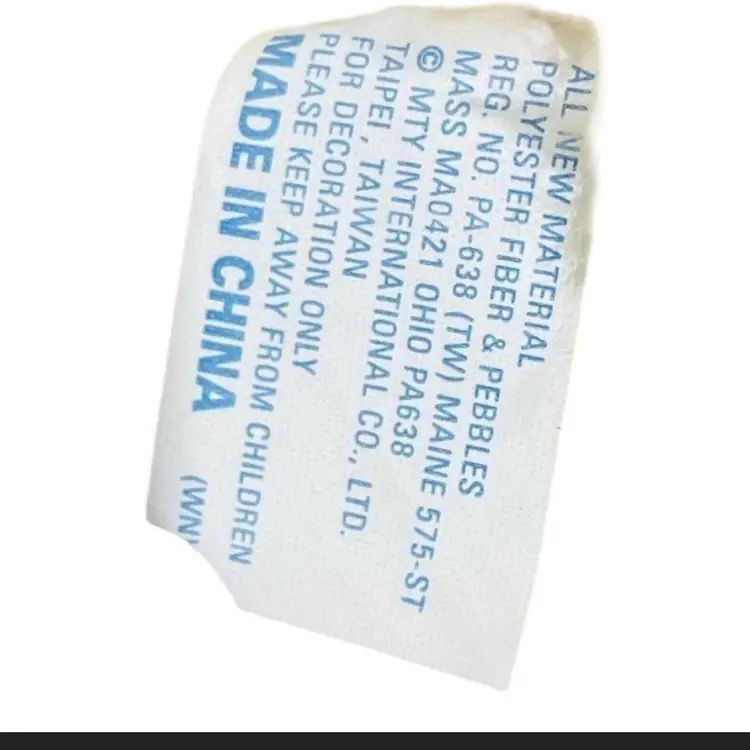 ALL NEW MATERIAL
POLYESTER FIBER & PEBBLES
REG. NO. PA-638 (TW) MAINE 575-ST
MASS MA0421 OHIO PA638
© MTY INTERNATIONAL CO., LTD.
TAIPEI, TAIWAN
FOR DECORATION ONLY
PLEASE KEEP AWAY FROM CHILDREN
MADE IN CHINA